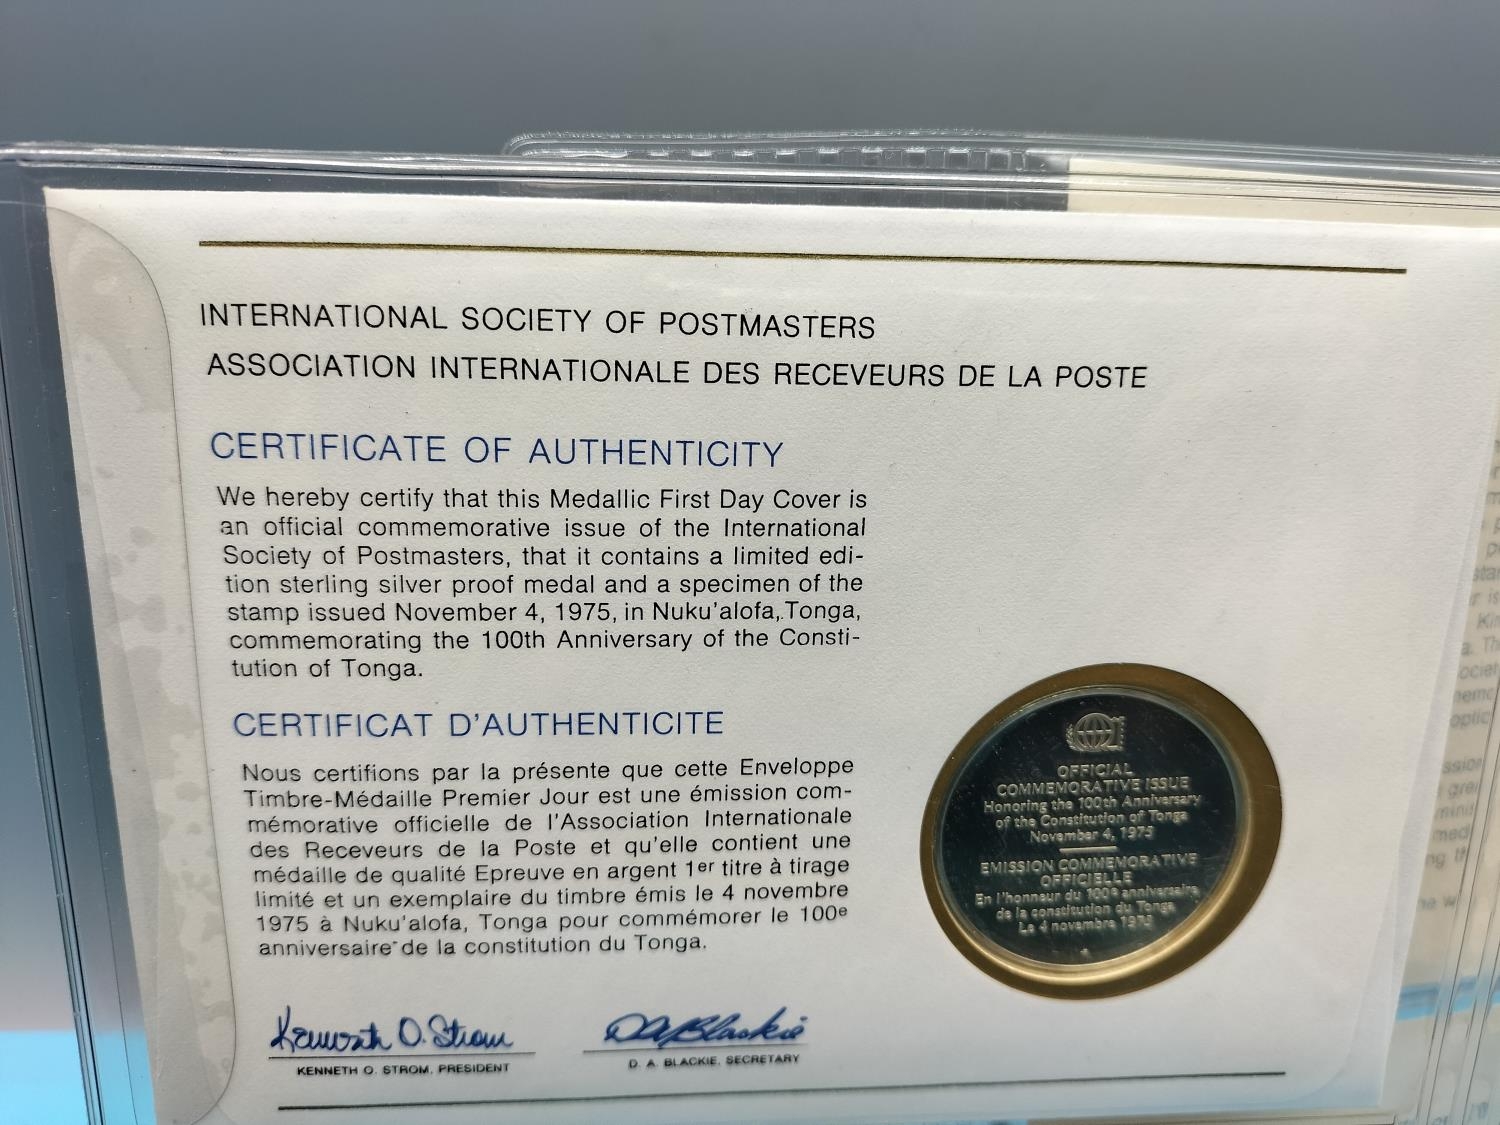 INTERNATIONAL SOCIETY OF POSTMASTERS
ASSOCIATION INTERNATIONALE DES RECEVEURS DE LA POSTE
CERTIFICATE OF AUTHENTICITY
We hereby certify that this Medallic First Day Cover is
an official commemorative issue of the International
Society of Postmasters, that it contains a limited edi-
tion sterling silver proof medal and a specimen of the
stamp issued November 4, 1975, in Nuku'alofa, Tonga,
commemorating the 100th Anniversary of the Consti-
tution of Tonga.
CERTIFICAT D'AUTHENTICITE
Nous certifions par la présente que cette Enveloppe
Timbre-Médaille Premier Jour est une émission com-
mémorative officielle de l'Association Internationale
des Receveurs de la Poste et qu'elle contient une
médaille de qualité Epreuve en argent 1er titre à tirage
limité et un exemplaire du timbre émis le 4 novembre
1975 à Nuku'alofa, Tonga pour commémorer le 100e
anniversaire de la constitution du Tonga.
Kenneth O. Strom
KENNETH O. STROM, PRESIDENT
D A Blackie
D. A. BLACKIE, SECRETARY
OFFICIAL
COMMEMORATIVE ISSUE
Honoring the 100th Anniversary
of the Constitution of Tonga
November 4, 1975
EMISSION COMMEMORATIVE
OFFICIELLE
En l'honneur du 100e anniversaire
de la constitution du Tonga
Le 4 novembre 1975